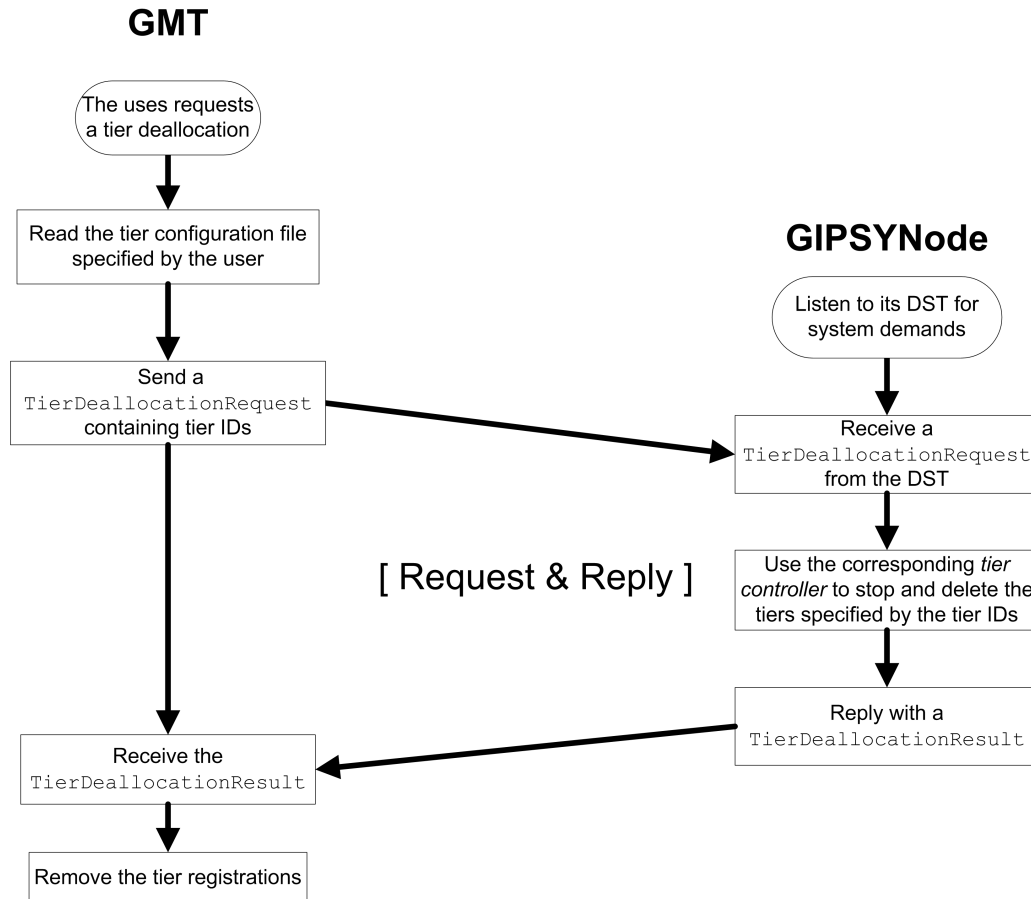 GMT
The uses requests
a tier deallocation
Read the tier configuration file
specified by the user
Send a
TierDeallocationRequest
containing tier IDs
Receive the
TierDeallocationResult
Remove the tier registrations
[ Request & Reply ]
GIPSYNode
Listen to its DST for
system demands
Receive a
TierDeallocationRequest
from the DST
Use the corresponding tier
controller to stop and delete the
tiers specified by the tier IDs
Reply with a
TierDeallocationResult